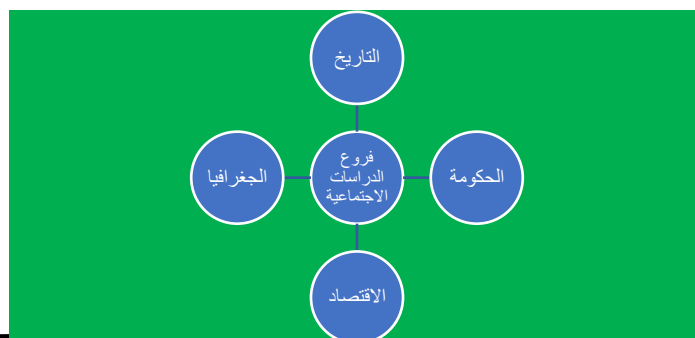 التاريخ
الحكومة
فروع
الدراسات
الاجتماعية
الجغرافيا
الاقتصاد